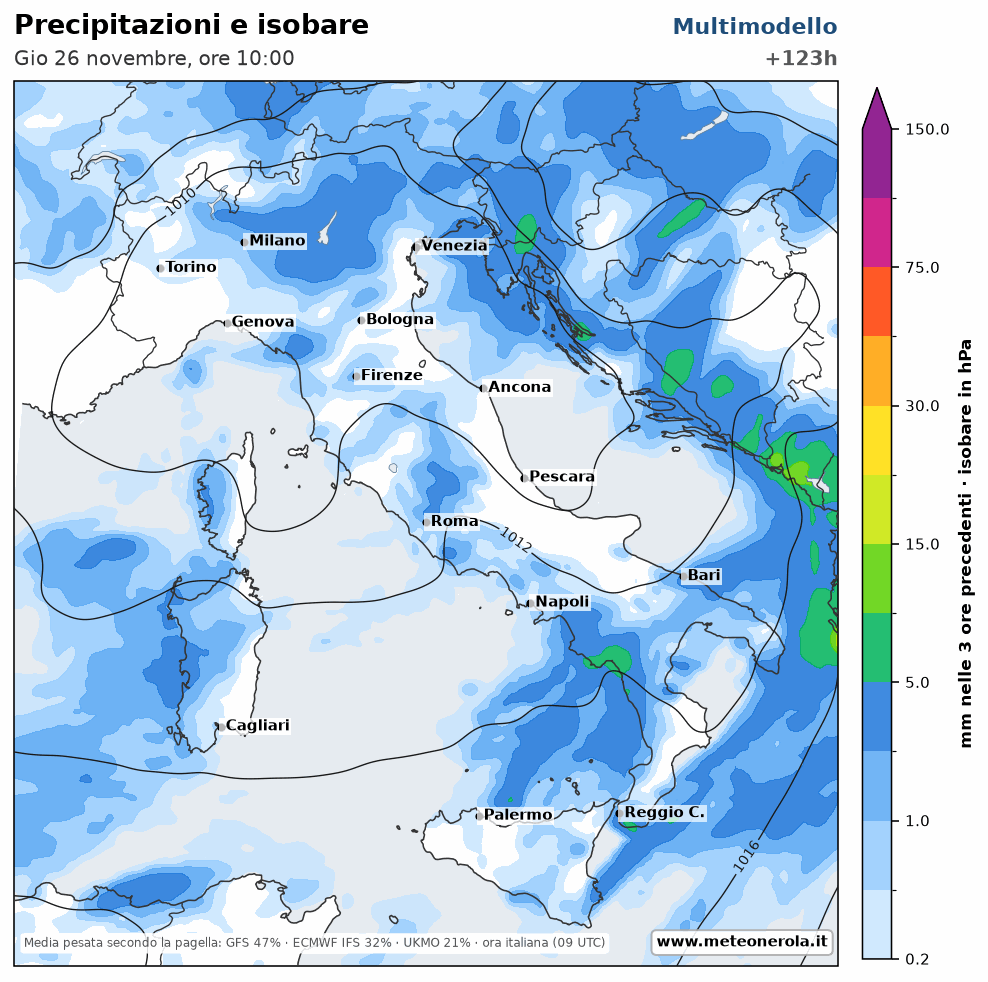 Precipitazioni e isobare
Multimodello
Gio 26 novembre, ore 10:00
+123h
150.0
75.0
30.0
15.0
5.0
1.0
0.2
mm nelle 3 ore precedenti · isobare in hPa
1010
Milano
Venezia
Torino
Genova
Bologna
Firenze
Ancona
Pescara
Roma
1012
Bari
Napoli
Cagliari
Palermo
Reggio C.
1016
Media pesata secondo la pagella: GFS 47% · ECMWF IFS 32% · UKMO 21% · ora italiana (09 UTC)
www.meteonerola.it